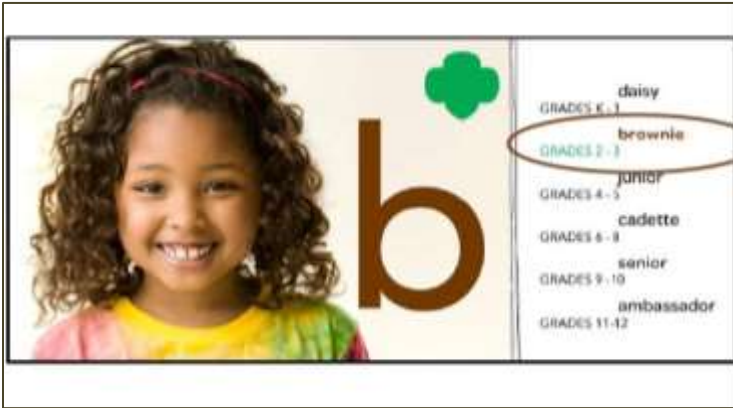 b
daisy
GRADES K - 1
brownie
GRADES 2 - 3
junior
GRADES 4 - 5
cadette
GRADES 6 - 8
senior
GRADES 9 - 10
ambassador
GRADES 11-12